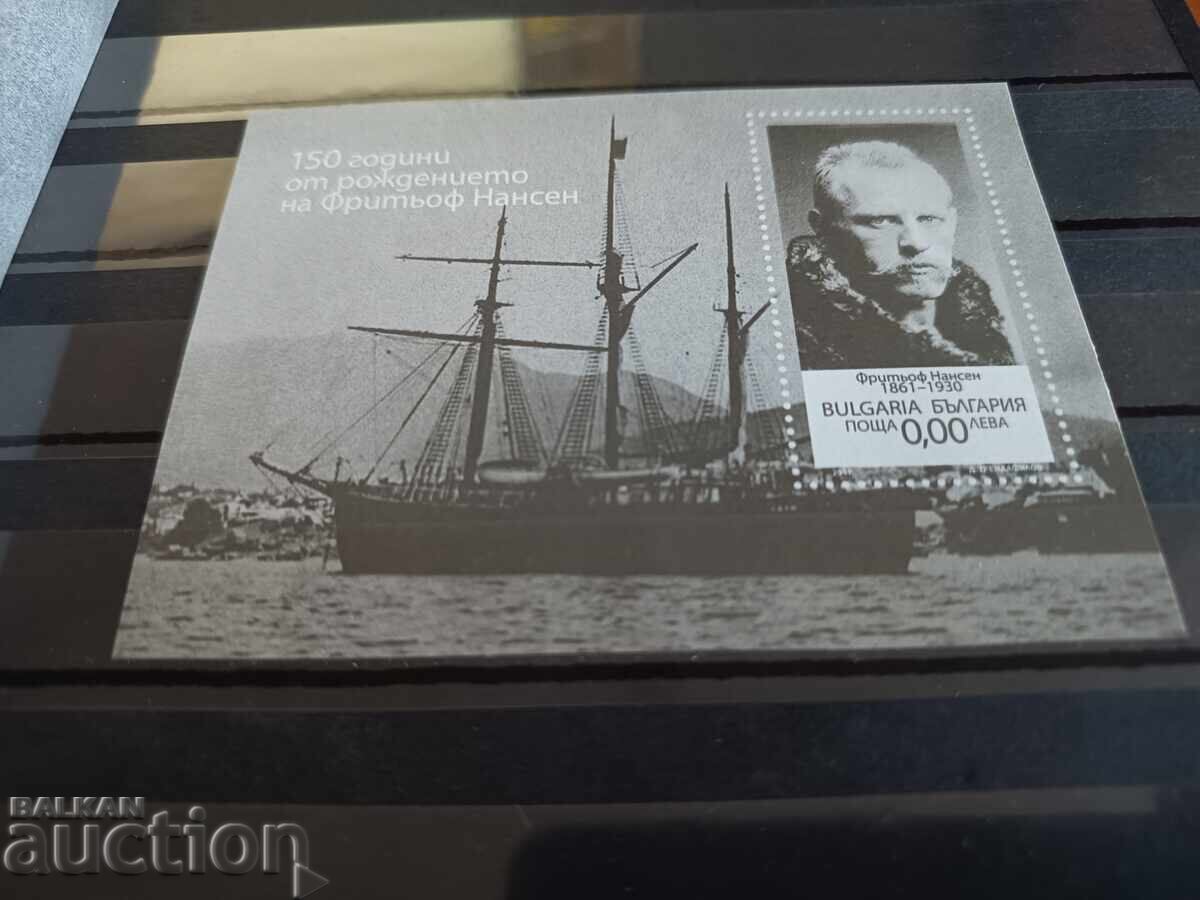 150 години
от рождението
на Фритьоф Нансен
Фритьоф Нансен
1861–1930
BULGARIA БЪЛГАРИЯ
ПОЩА 0,00 ЛЕВА
BALKAN
auction